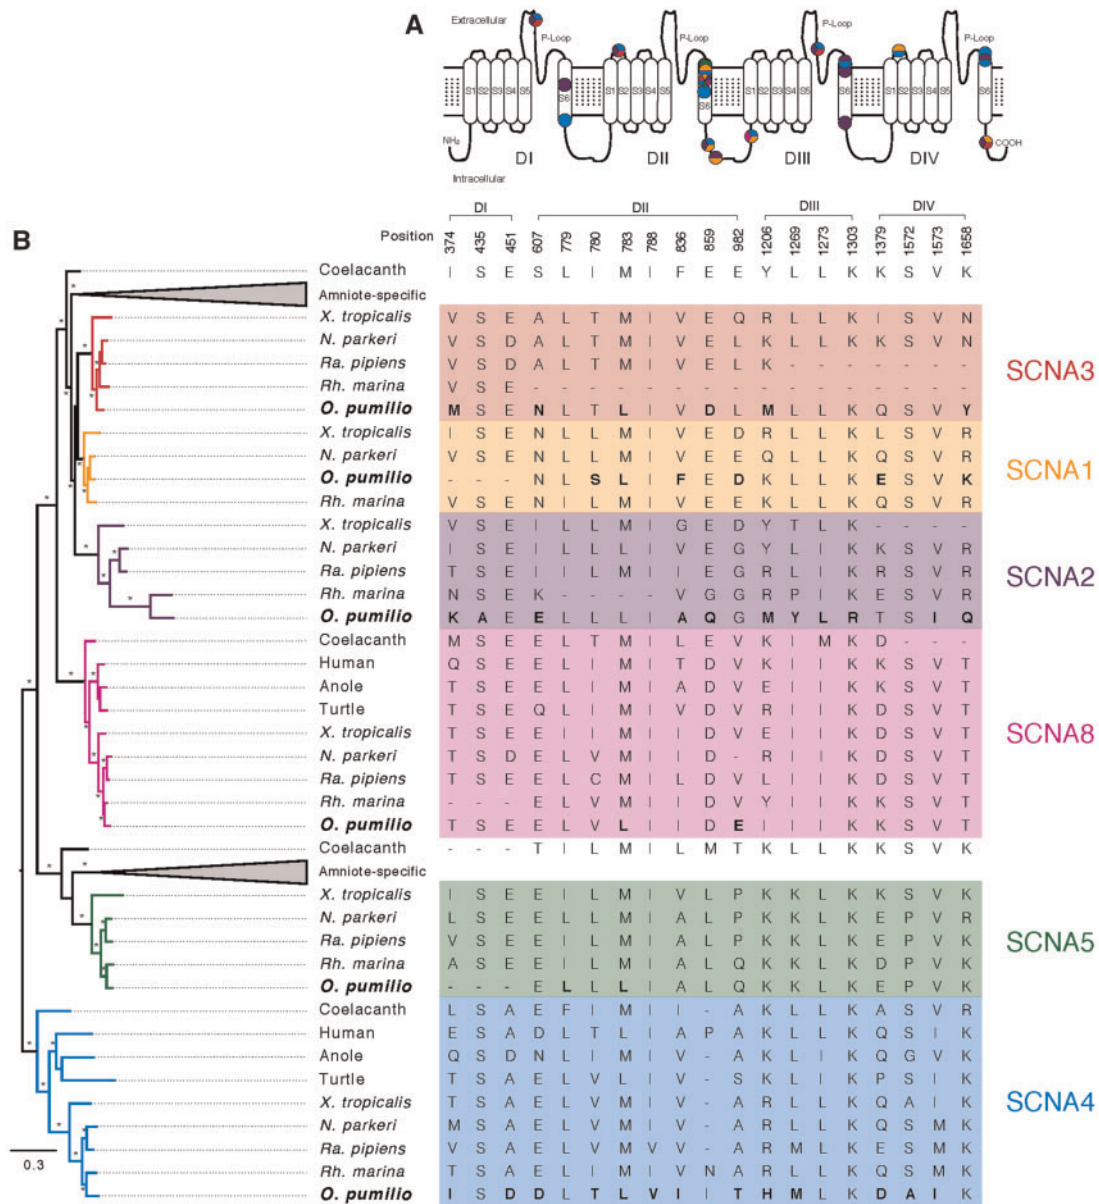 A
Extracellular
P-Loop P-Loop P-Loop P-Loop
S1 S2 S3 S4 S5 S6 S1 S2 S3 S4 S5 S6 S1 S2 S3 S4 S5 S6 S1 S2 S3 S4 S5 S6
NH₂ COOH
DI DII DIII DIV
Intracellular
B
DI DII DIII DIV
Position 374 435 451 607 779 780 783 788 836 859 982 1206 1269 1273 1303 1379 1572 1573 1658
Coelacanth I S E S L I M I F E E Y L L K K S V K
Amniote-specific
X. tropicalis V S E A L T M I V E Q R L L K I S V N
N. parkeri V S D A L T M I V E L K L L K K S V N
Ra. pipiens V S D A L T M I V E L K - - - - - - -
Rh. marina V S E - - - - - - - - - - - - - - - -
O. pumilio M S E N L T L I V D L M L L K Q S V Y
SCNA3
X. tropicalis I S E N L L M I V E D R L L K L S V R
N. parkeri V S E N L L M I V E E Q L L K Q S V R
O. pumilio - - - N L S L I F E D K L L K E S V K
Rh. marina V S E N I L M I V E E K L L K Q S V R
SCNA1
X. tropicalis V S E I L L M I G E D Y T L K - - - -
N. parkeri I S E I L L L I V E G Y L I K K S V R
Ra. pipiens T S E I I L M I I E G R L I K R S V R
Rh. marina N S E K - - - - V G G R P I K E S V R
O. pumilio K A E E L L L I A Q G M Y L R T S I Q
SCNA2
Coelacanth M S E E L T M I L E V K I M K D - - -
Human Q S E E L I M I T D V K I I K K S V T
Anole T S E E L I M I A D V E I I K K S V T
Turtle T S E Q L I M I V D V R I I K D S V T
X. tropicalis T S E E L I M I I D V E I I K D S V T
N. parkeri T S D E L V M I I D - R I I K D S V T
Ra. pipiens T S E E L C M I L D V L I I K D S V T
Rh. marina - - - E L V M I I D V Y I I K K S V T
O. pumilio T S E E L V L I I D E I I I K K S V T
SCNA8
Coelacanth - - - T I L M I L M T K L L K K S V K
Amniote-specific
X. tropicalis I S E E I L M I V L P K K L K K S V K
N. parkeri L S E E L L M I A L P K K L K E P V R
Ra. pipiens V S E E I L M I A L P K K L K E P V K
Rh. marina A S E E I L M I A L Q K K L K D P V K
O. pumilio - - - E L L L I A L Q K K L K E P V K
SCNA5
Coelacanth L S A E F I M I I - A K L L K A S V R
Human E S A D L T L I A P A K L L K Q S I K
Anole Q S D N L I M I V - A K L I K Q G V K
Turtle T S A E L V L I V - S K L I K P S I K
X. tropicalis T S A E L V M I V - A R L L K Q A I K
N. parkeri M S A E L V M I V - A R L L K Q S M K
Ra. pipiens V S A E L V M V V - A R M L K E S M K
Rh. marina T S A E L I M I V N A R L L K Q S M K
O. pumilio I S D D L T L V I I T H M L K D A I K
SCNA4
0.3